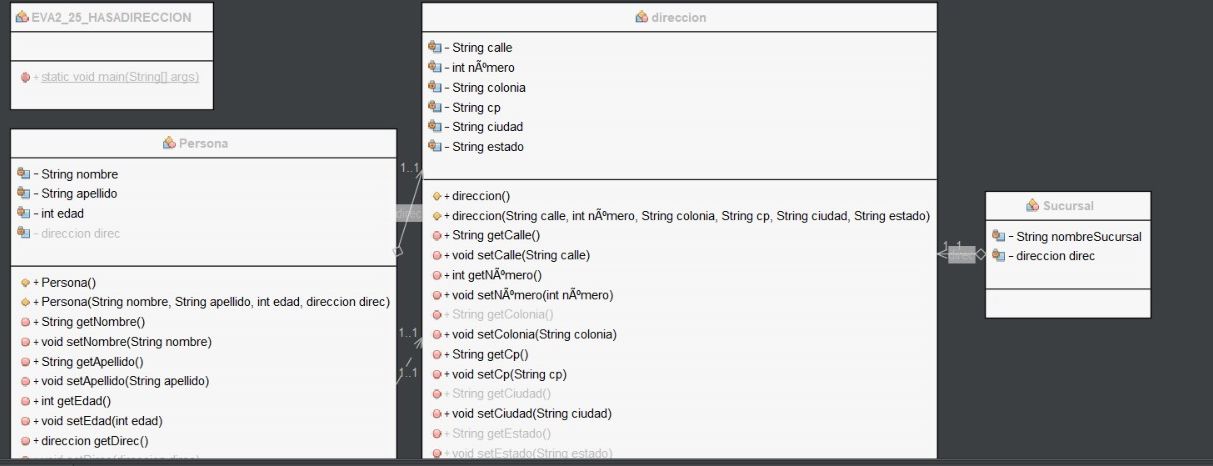 EVA2_25_HASADIRECCION
+ static void main(String[] args)
Persona
- String nombre
- String apellido
- int edad
- direccion direc
+ Persona()
+ Persona(String nombre, String apellido, int edad, direccion direc)
+ String getNombre()
+ void setNombre(String nombre)
+ String getApellido()
+ void setApellido(String apellido)
+ int getEdad()
+ void setEdad(int edad)
+ direccion getDirec()
+ void setDirec(direccion direc)
1..1
direc
1..1
1..1
direccion
- String calle
- int nÃºmero
- String colonia
- String cp
- String ciudad
- String estado
+ direccion()
+ direccion(String calle, int nÃºmero, String colonia, String cp, String ciudad, String estado)
+ String getCalle()
+ void setCalle(String calle)
+ int getNÃºmero()
+ void setNÃºmero(int nÃºmero)
+ String getColonia()
+ void setColonia(String colonia)
+ String getCp()
+ void setCp(String cp)
+ String getCiudad()
+ void setCiudad(String ciudad)
+ String getEstado()
+ void setEstado(String estado)
1..1
direc
Sucursal
- String nombreSucursal
- direccion direc